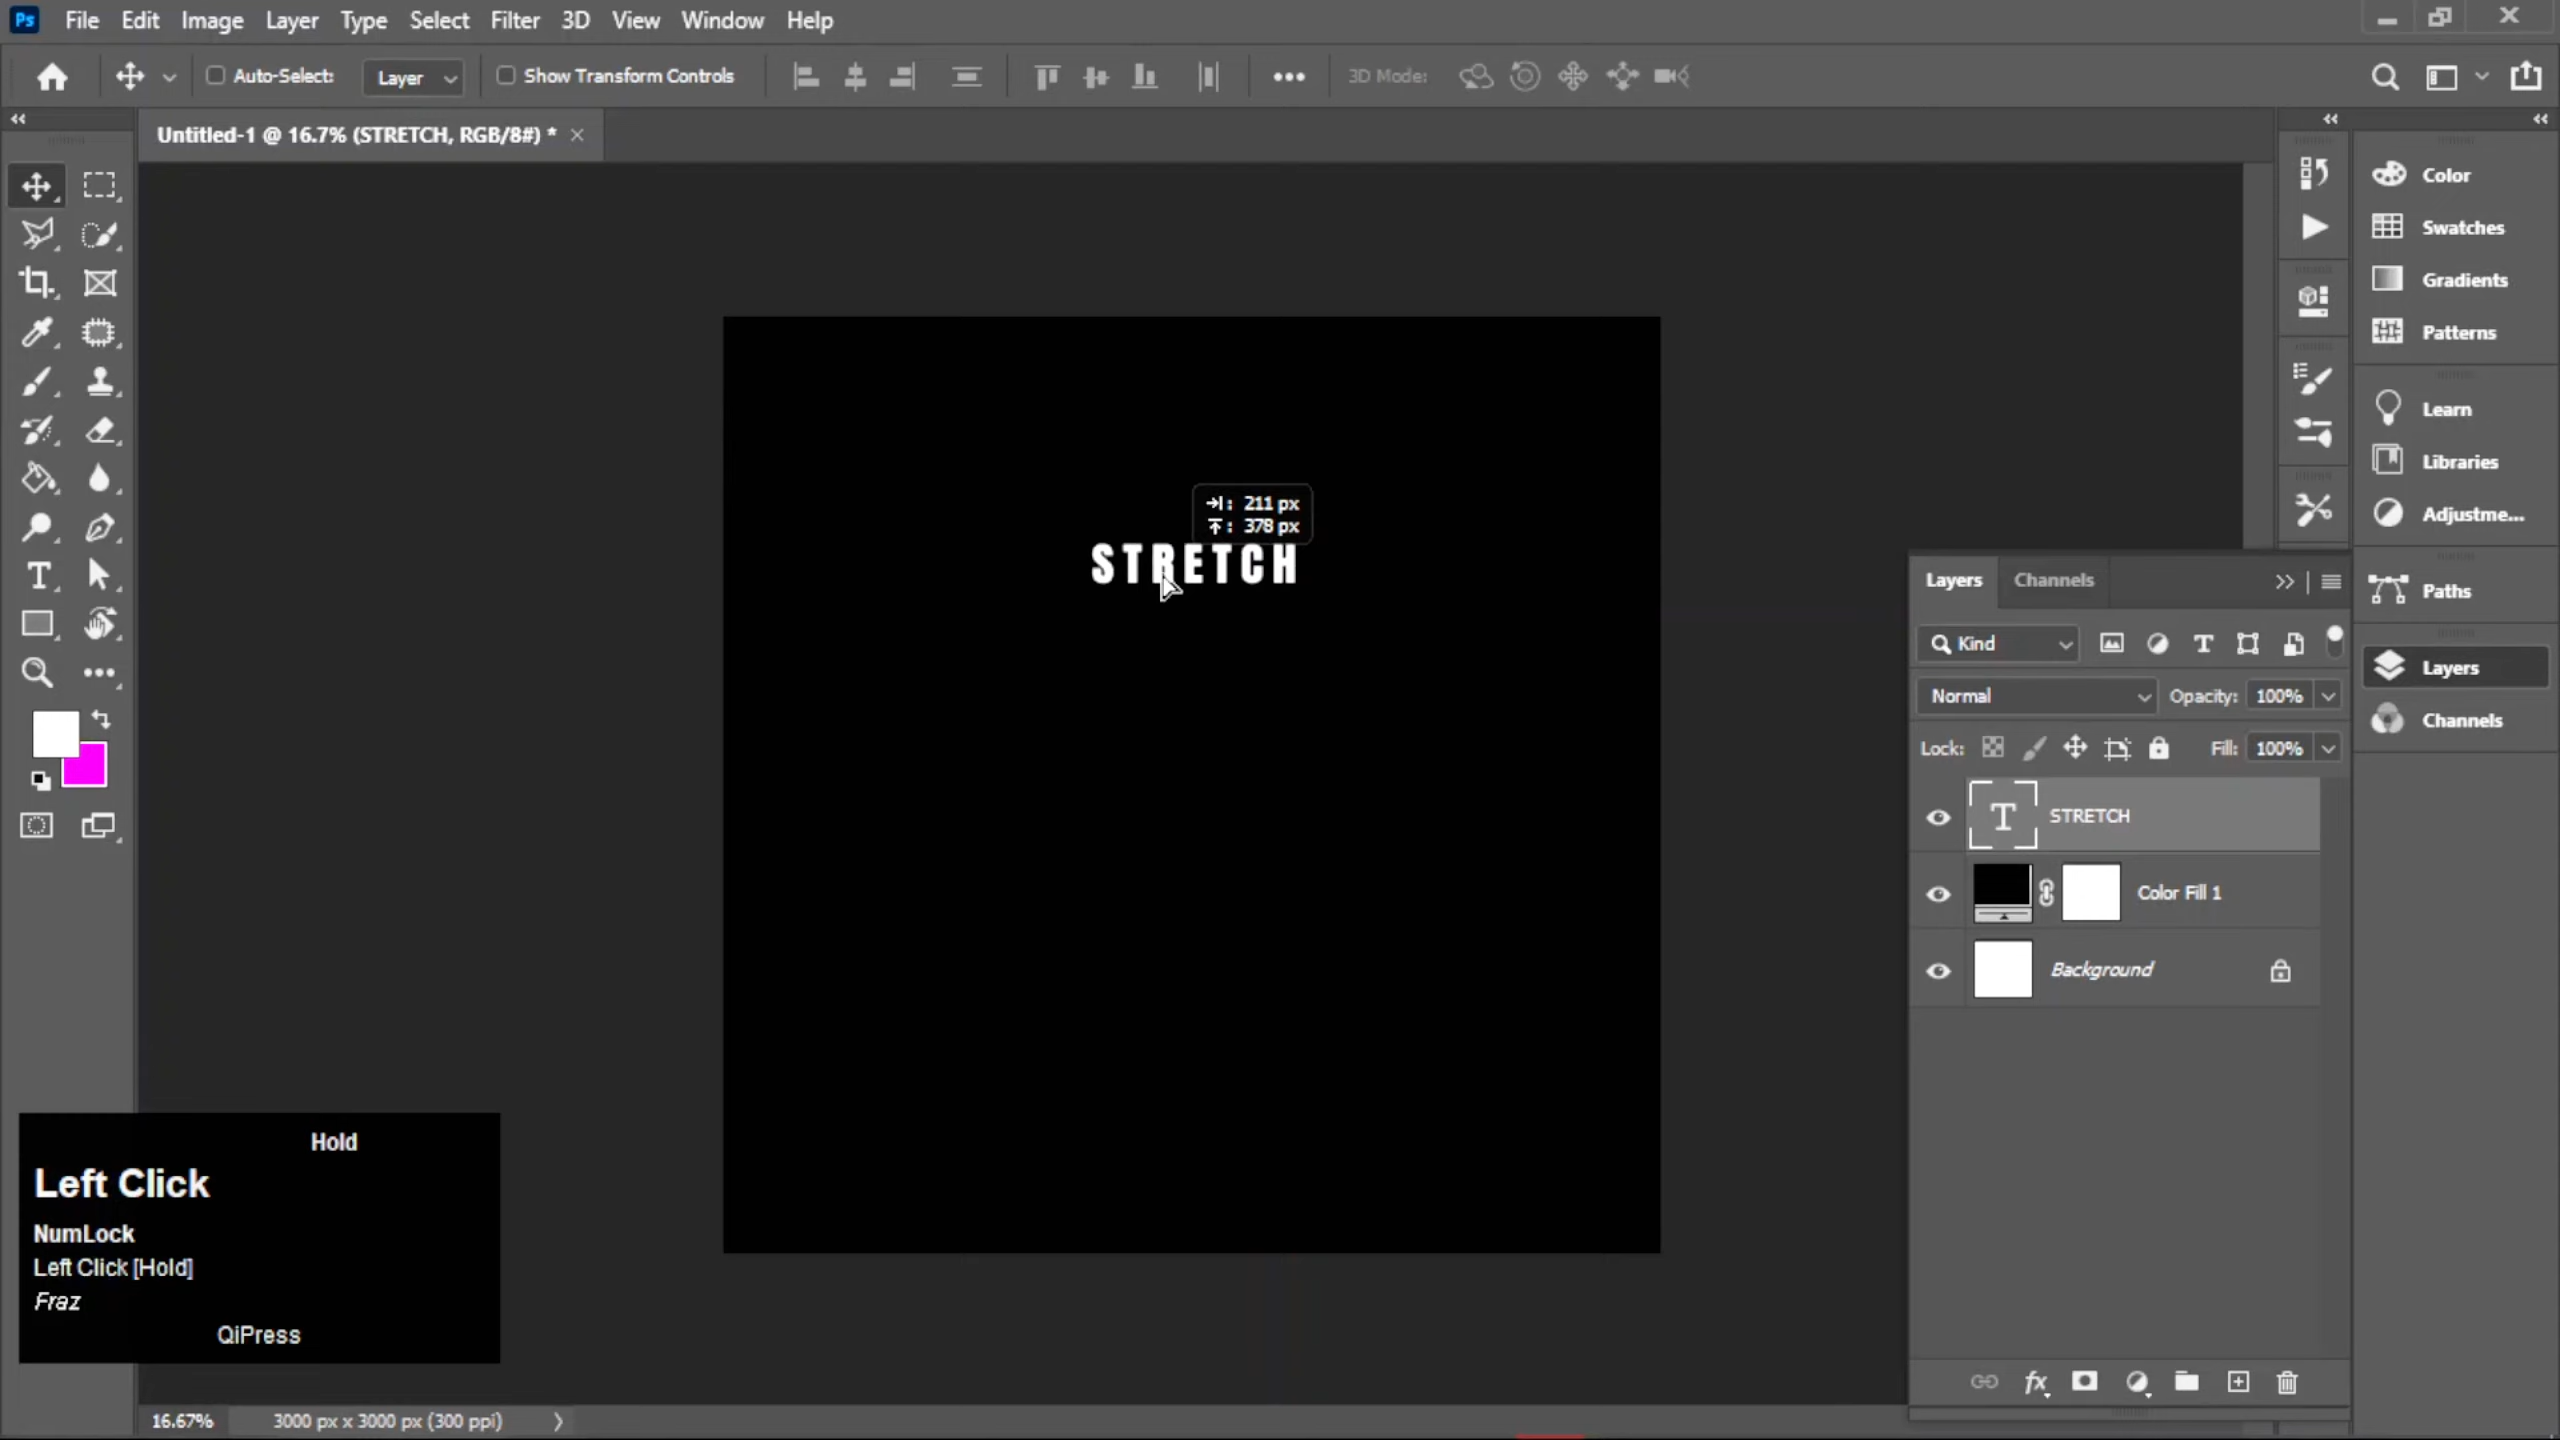 Ps File Edit Image Layer Type Select Filter 3D View Window Help
Auto-Select: Layer Show Transform Controls 3D Mode:
Untitled-1 @ 16.7% (STRETCH, RGB/8#) *
Color
Swatches
Gradients
Patterns
Learn
Libraries
Adjustme...
Paths
Layers
Channels
211 px
378 px
STRETCH
Layers Channels
Kind
Normal Opacity: 100%
Lock: Fill: 100%
T STRETCH
Color Fill 1
Background
fx
Hold
Left Click
NumLock
Left Click [Hold]
Fraz
QiPress
16.67% 3000 px x 3000 px (300 ppi)